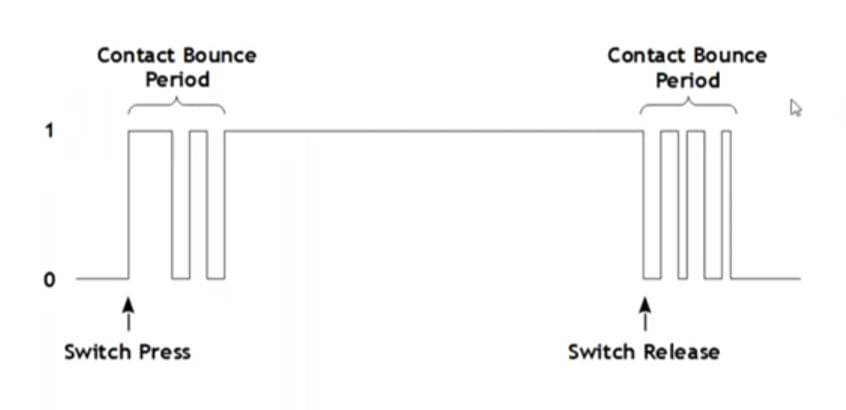 Contact Bounce
Period
Contact Bounce
Period
1
0
Switch Press
Switch Release